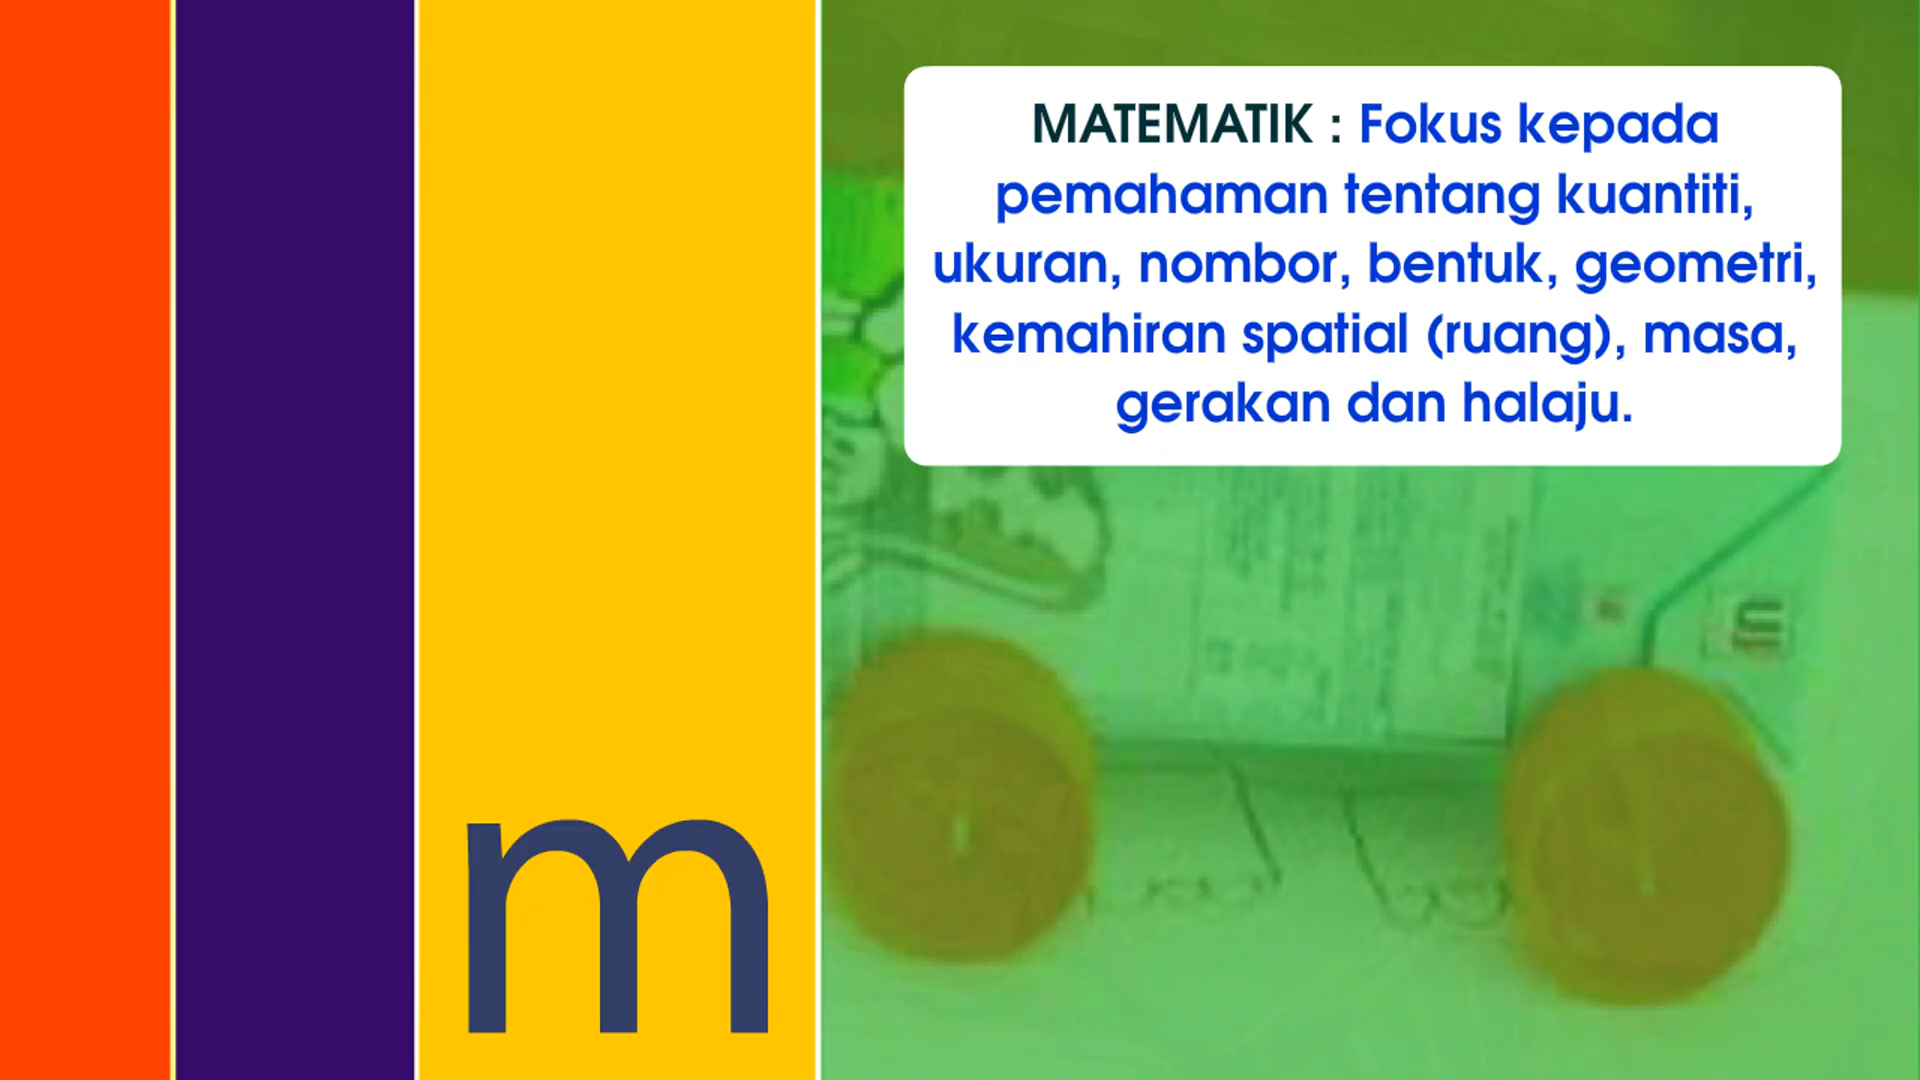 MATEMATIK : Fokus kepada
pemahaman tentang kuantiti,
ukuran, nombor, bentuk, geometri,
kemahiran spatial (ruang), masa,
gerakan dan halaju.
m